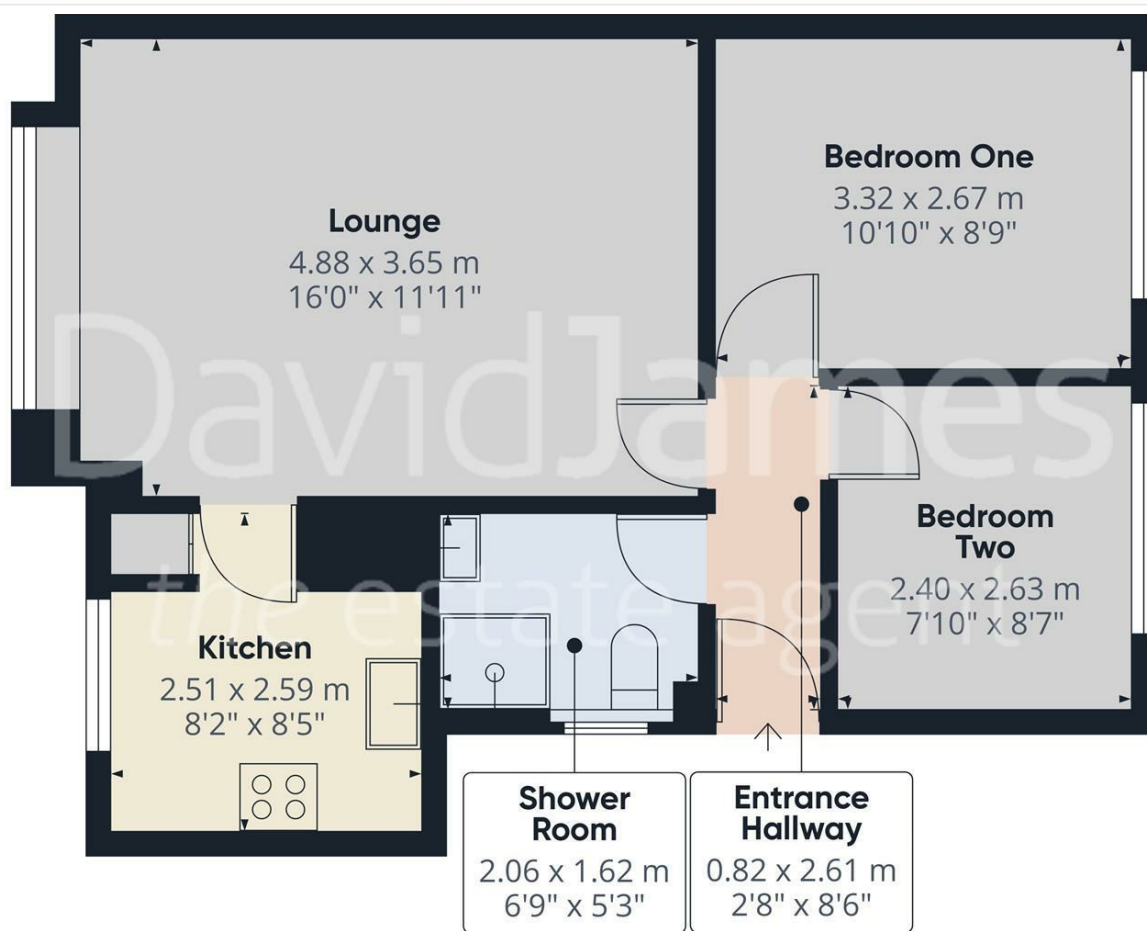 Lounge
4.88 x 3.65 m
16'0" x 11'11"
Bedroom One
3.32 x 2.67 m
10'10" x 8'9"
DavidJames
the estate agent
Bedroom
Two
2.40 x 2.63 m
7'10" x 8'7"
Kitchen
2.51 x 2.59 m
8'2" x 8'5"
Shower
Room
2.06 x 1.62 m
6'9" x 5'3"
Entrance
Hallway
0.82 x 2.61 m
2'8" x 8'6"